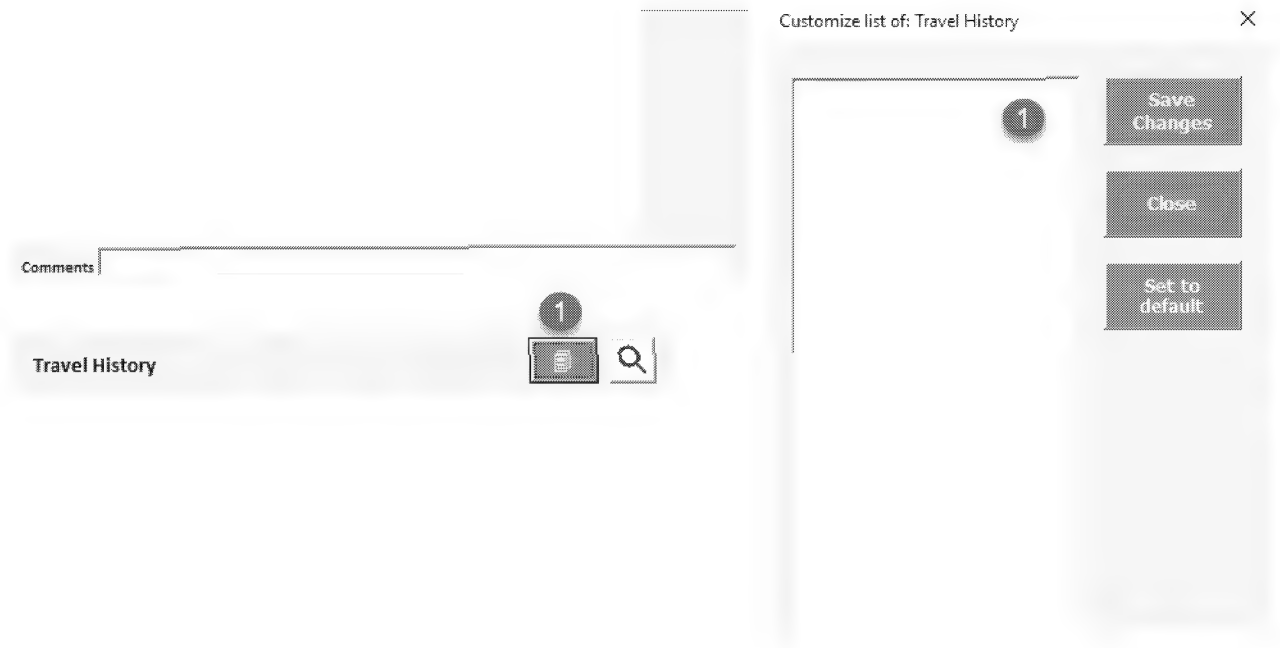 Customize list of: Travel History
1
Save
Changes
Close
Set to
default
Comments
1
Travel History